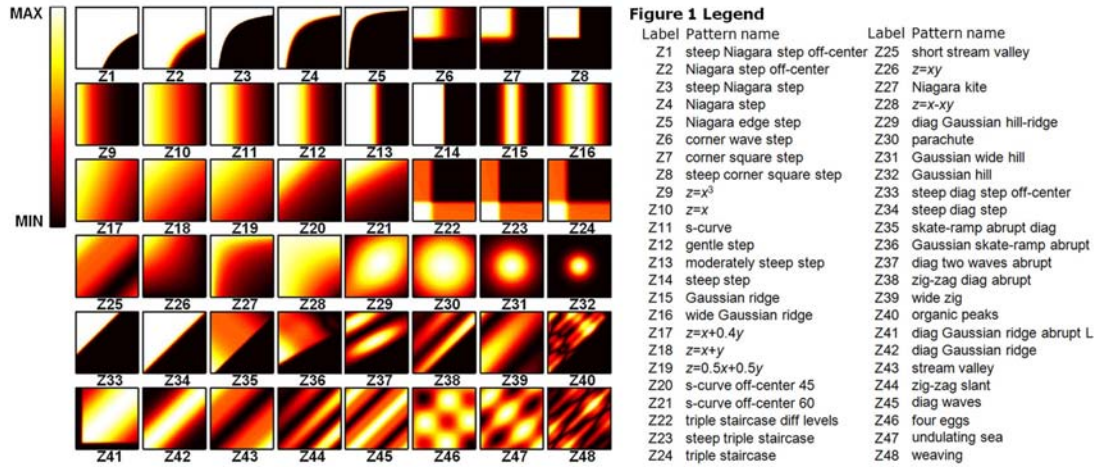 MAX
MIN
Z1 Z2 Z3 Z4 Z5 Z6 Z7 Z8
Z9 Z10 Z11 Z12 Z13 Z14 Z15 Z16
Z17 Z18 Z19 Z20 Z21 Z22 Z23 Z24
Z25 Z26 Z27 Z28 Z29 Z30 Z31 Z32
Z33 Z34 Z35 Z36 Z37 Z38 Z39 Z40
Z41 Z42 Z43 Z44 Z45 Z46 Z47 Z48
Figure 1 Legend
Label Pattern name
Z1 steep Niagara step off-center
Z2 Niagara step off-center
Z3 steep Niagara step
Z4 Niagara step
Z5 Niagara edge step
Z6 corner wave step
Z7 corner square step
Z8 steep corner square step
Z9 z=x³
Z10 z=x
Z11 s-curve
Z12 gentle step
Z13 moderately steep step
Z14 steep step
Z15 Gaussian ridge
Z16 wide Gaussian ridge
Z17 z=x+0.4y
Z18 z=x+y
Z19 z=0.5x+0.5y
Z20 s-curve off-center 45
Z21 s-curve off-center 60
Z22 triple staircase diff levels
Z23 steep triple staircase
Z24 triple staircase
Label Pattern name
Z25 short stream valley
Z26 z=xy
Z27 Niagara kite
Z28 z=x-xy
Z29 diag Gaussian hill-ridge
Z30 parachute
Z31 Gaussian wide hill
Z32 Gaussian hill
Z33 steep diag step off-center
Z34 steep diag step
Z35 skate-ramp abrupt diag
Z36 Gaussian skate-ramp abrupt
Z37 diag two waves abrupt
Z38 zig-zag diag abrupt
Z39 wide zig
Z40 organic peaks
Z41 diag Gaussian ridge abrupt L
Z42 diag Gaussian ridge
Z43 stream valley
Z44 zig-zag slant
Z45 diag waves
Z46 four eggs
Z47 undulating sea
Z48 weaving